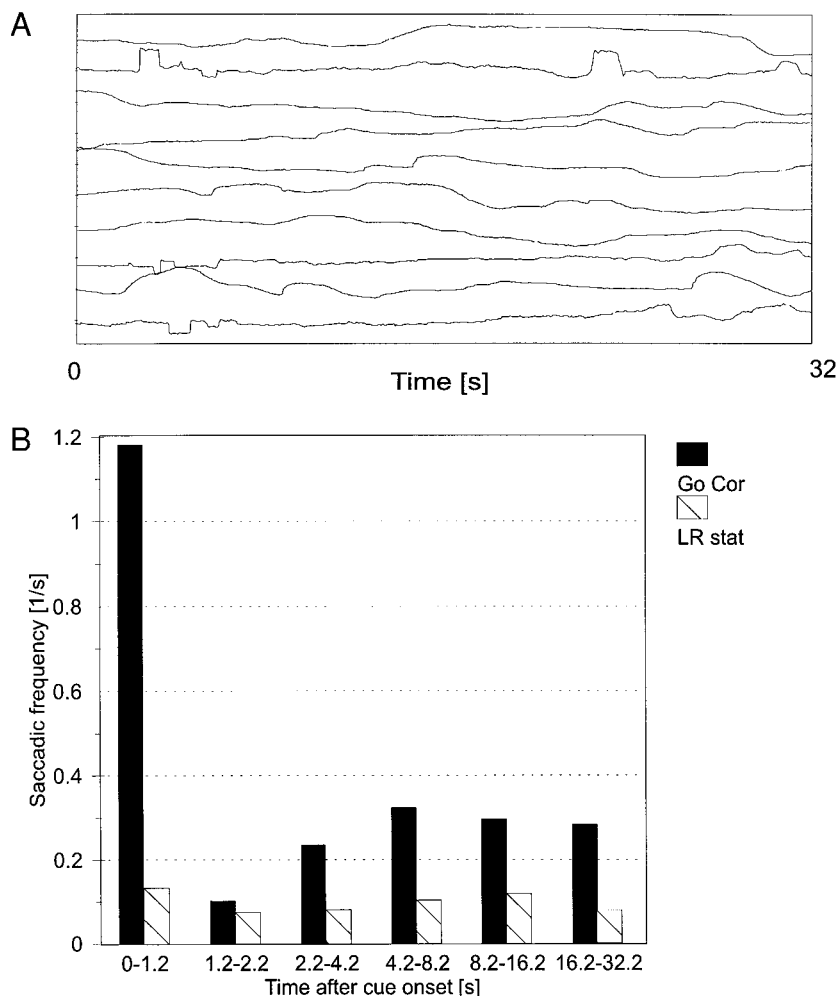 A
0
Time [s]
32
B
1.2
1
0.8
0.6
0.4
0.2
0
Saccadic frequency [1/s]
0-1.2
1.2-2.2
2.2-4.2
4.2-8.2
8.2-16.2
16.2-32.2
Time after cue onset [s]
Go Cor
LR stat